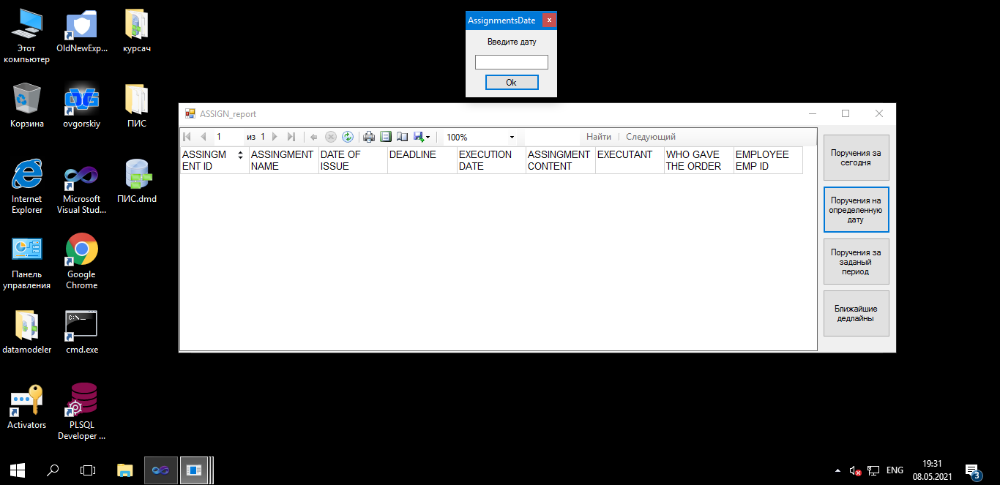 Этот
компьютер
OldNewExp...
курсач
Корзина
ovgorskiy
ПИС
Internet
Explorer
Microsoft
Visual Stud...
ПИС.dmd
Панель
управления
Google
Chrome
datamodeler
C:\_
cmd.exe
Activators
PLSQL
Developer ...
AssignmentsDate
Введите дату
Ok
ASSIGN_report
1 из 1
100%
Найти | Следующий
ASSINGM
ENT ID
ASSINGMENT
NAME
DATE OF
ISSUE
DEADLINE
EXECUTION
DATE
ASSINGMENT
CONTENT
EXECUTANT
WHO GAVE
THE ORDER
EMPLOYEE
EMP ID
Поручения за
сегодня
Поручения на
определенную
дату
Поручения за
заданый
период
Ближайшие
дедлайны
ENG
19:31
08.05.2021
3